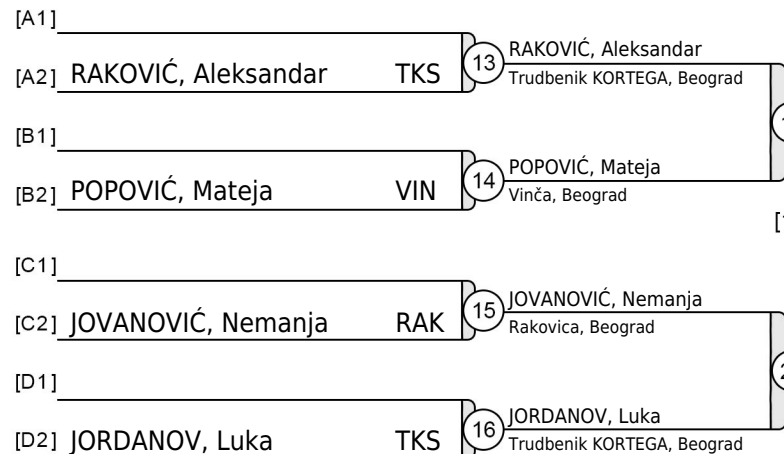 [A1]
[A2] RAKOVIĆ, Aleksandar TKS
13
RAKOVIĆ, Aleksandar
Trudbenik KORTEGA, Beograd
[B1]
[B2] POPOVIĆ, Mateja VIN
14
POPOVIĆ, Mateja
Vinča, Beograd
[C1]
[C2] JOVANOVIĆ, Nemanja RAK
15
JOVANOVIĆ, Nemanja
Rakovica, Beograd
[D1]
[D2] JORDANOV, Luka TKS
16
JORDANOV, Luka
Trudbenik KORTEGA, Beograd